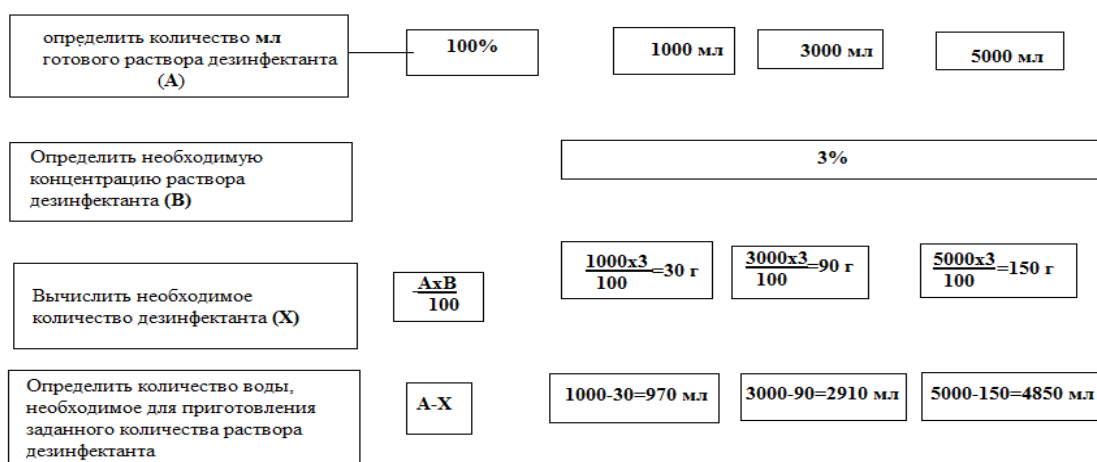 определить количество мл
готового раствора дезинфектанта
(А)
100%
1000 мл
3000 мл
5000 мл
Определить необходимую
концентрацию раствора
дезинфектанта (В)
3%
Вычислить необходимое
количество дезинфектанта (Х)
АхВ
100
1000х3
100
=30 г
3000х3
100
=90 г
5000х3
100
=150 г
Определить количество воды,
необходимое для приготовления
заданного количества раствора
дезинфектанта
А-Х
1000-30=970 мл
3000-90=2910 мл
5000-150=4850 мл